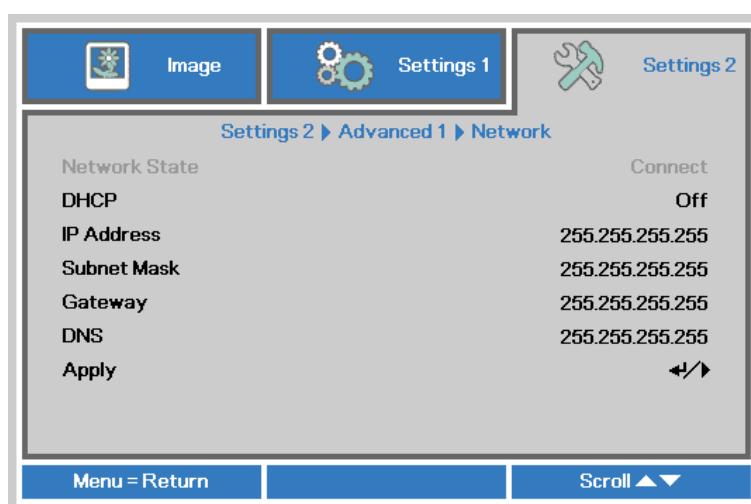 Image Settings 1 Settings 2
Settings 2 ▶ Advanced 1 ▶ Network
Network State Connect
DHCP Off
IP Address 255.255.255.255
Subnet Mask 255.255.255.255
Gateway 255.255.255.255
DNS 255.255.255.255
Apply ↵/▶
Menu = Return Scroll ▲▼